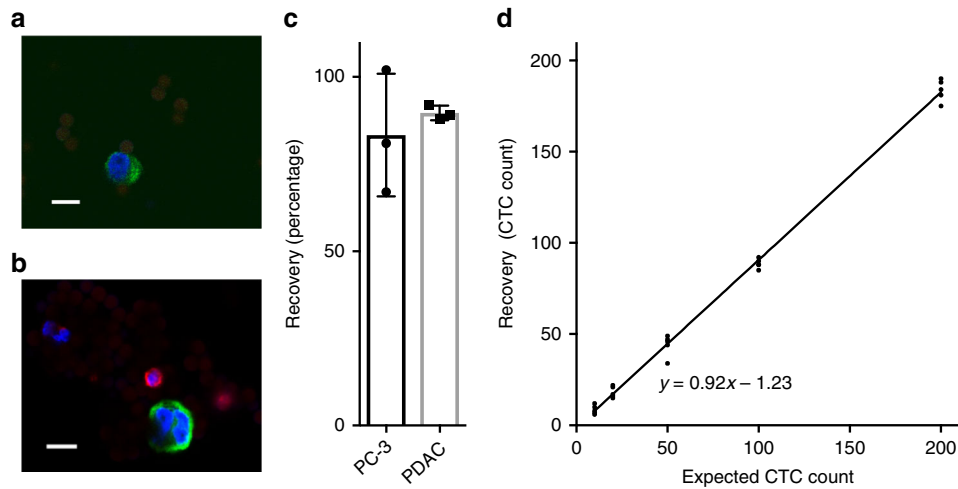 a
b
c
Recovery (percentage)
100
50
0
PC-3
PDAC
d
Recovery (CTC count)
200
150
100
50
0
y = 0.92x – 1.23
0
50
100
150
200
Expected CTC count